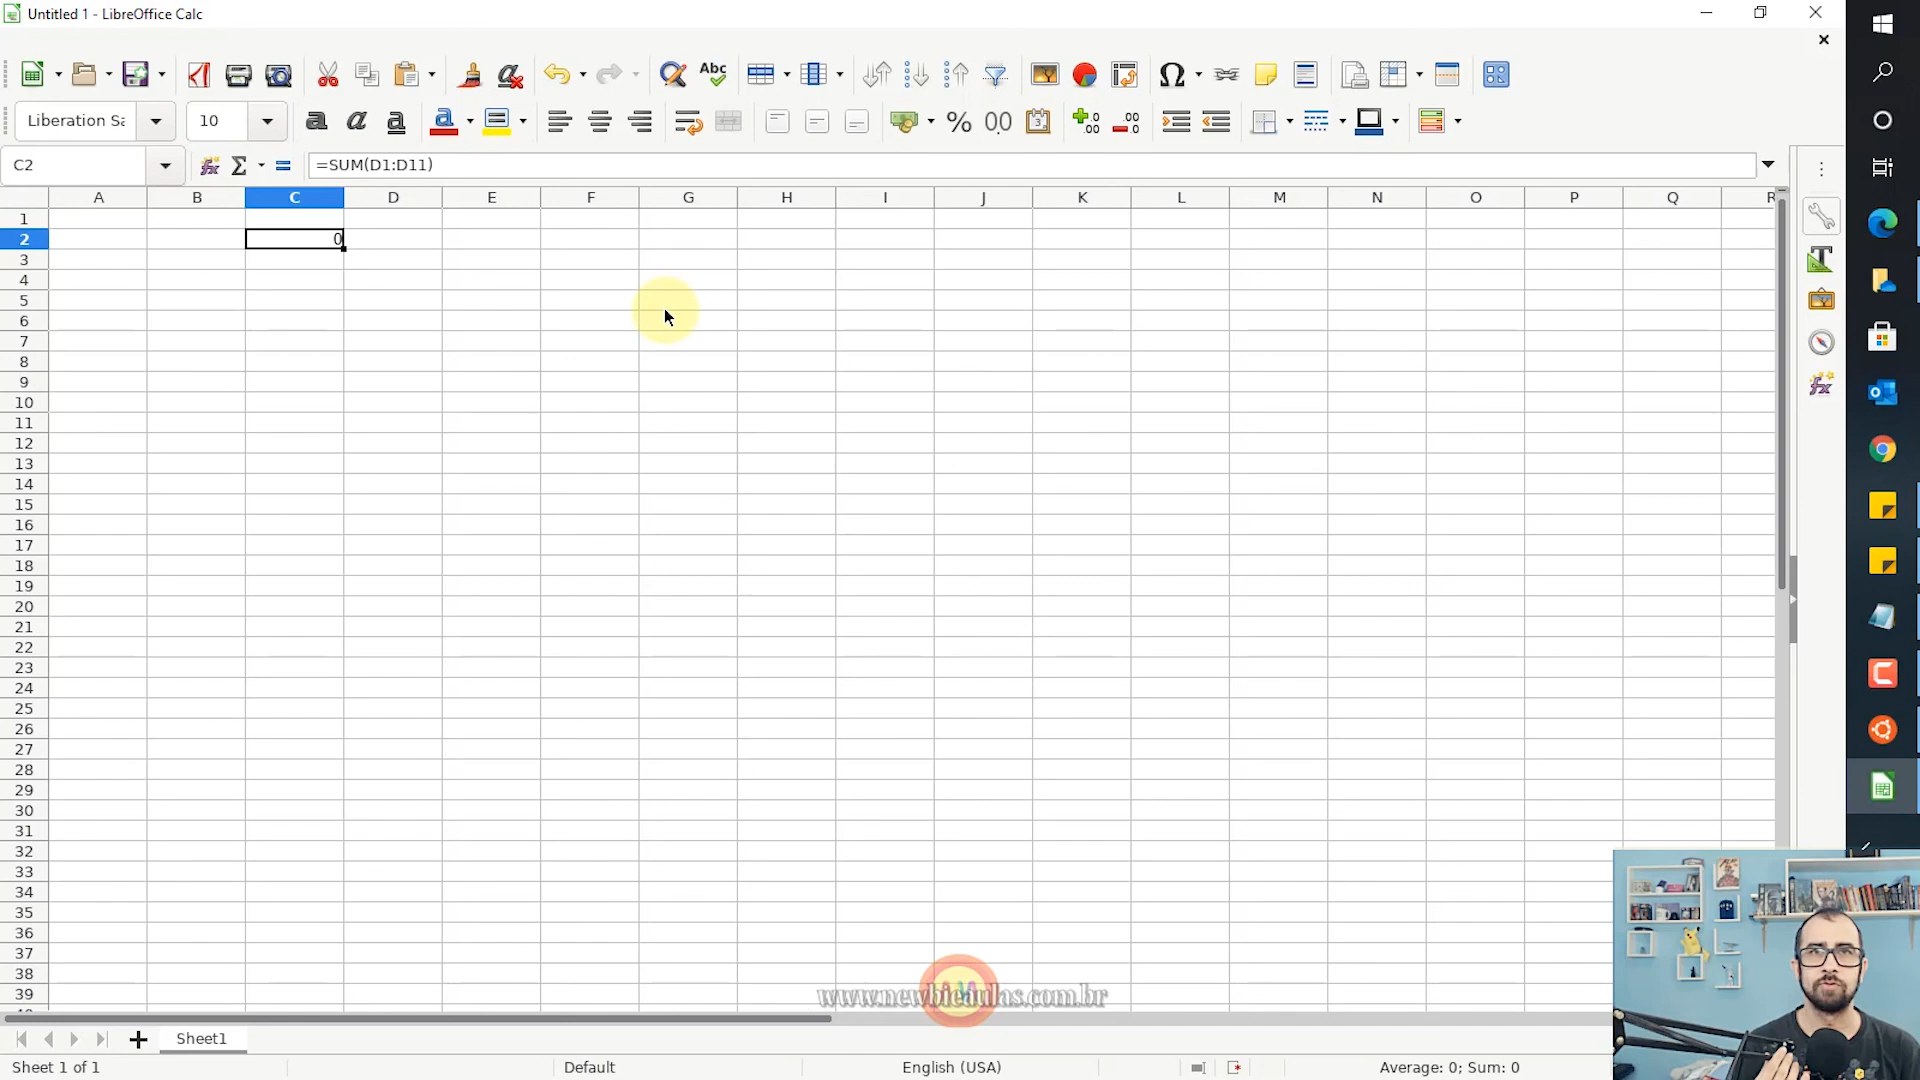 Untitled 1 - LibreOffice Calc
Abc
Liberation Sa
10
a a a
a
% 00
C2
Σ =
=SUM(D1:D11)
A B C D E F G H I J K L M N O P Q R
1
2 0
3
4
5
6
7
8
9
10
11
12
13
14
15
16
17
18
19
20
21
22
23
24
25
26
27
28
29
30
31
32
33
34
35
36
37
38
39
www.newbieaulas.com.br
Sheet1
Sheet 1 of 1
Default
English (USA)
Average: 0; Sum: 0